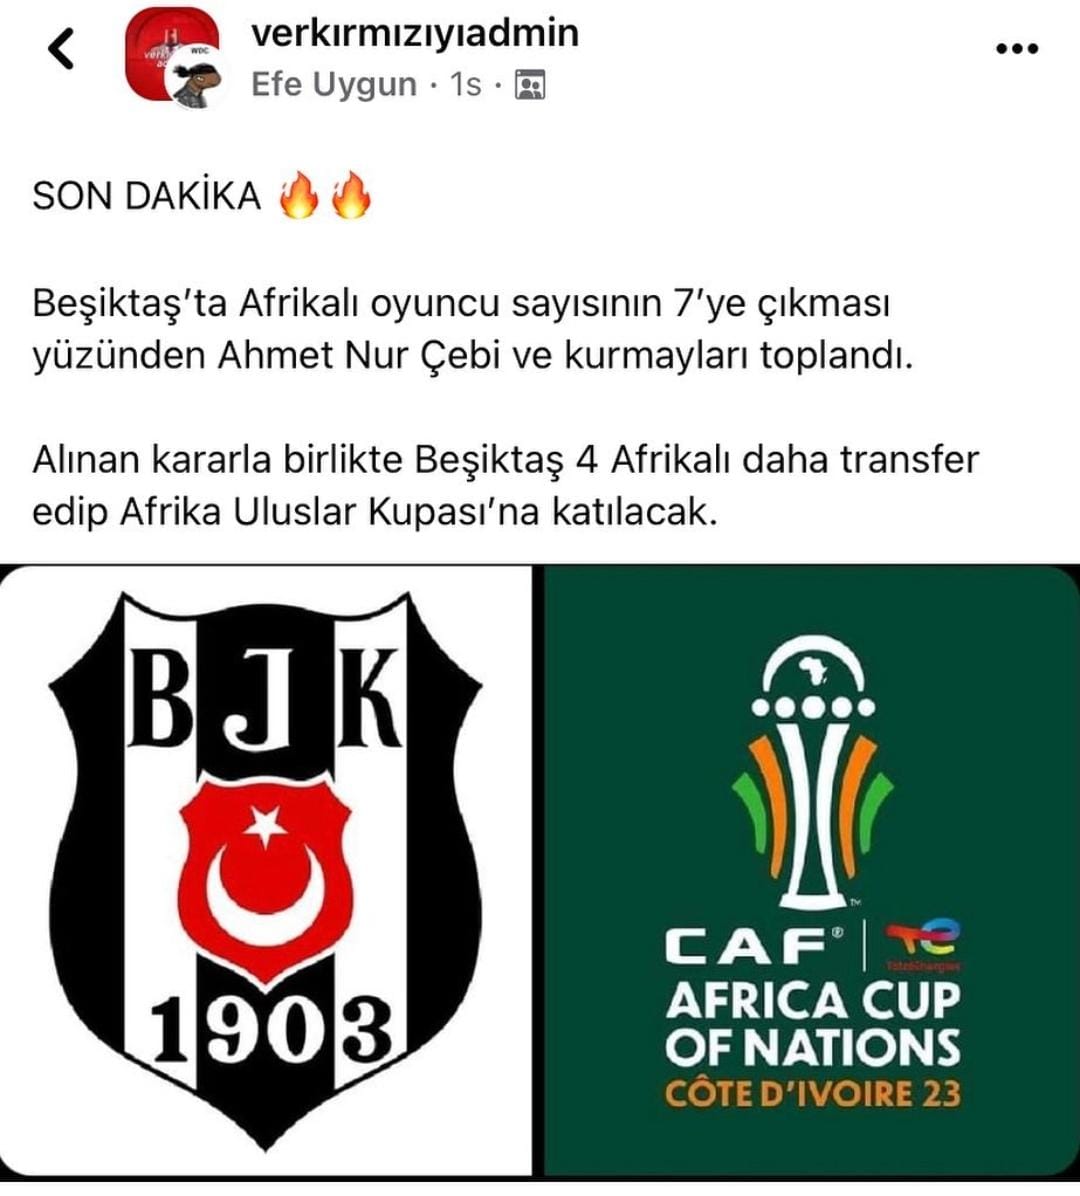 verkırmızıyıadmin
Efe Uygun · 1s ·
SON DAKİKA 🔥🔥
Beşiktaş’ta Afrikalı oyuncu sayısının 7’ye çıkması
yüzünden Ahmet Nur Çebi ve kurmayları toplandı.
Alınan kararla birlikte Beşiktaş 4 Afrikalı daha transfer
edip Afrika Uluslar Kupası’na katılacak.
BJK
1903
CAF®
TotalEnergies
AFRICA CUP
OF NATIONS
CÔTE D'IVOIRE 23